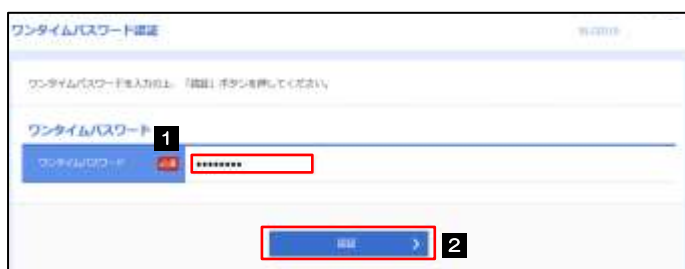 ワンタイムパスワード認証
ワンタイムパスワードを入力の上、「認証」ボタンを押してください。
ワンタイムパスワード
1
ワンタイムパスワード 必須 ••••••••
認証 2